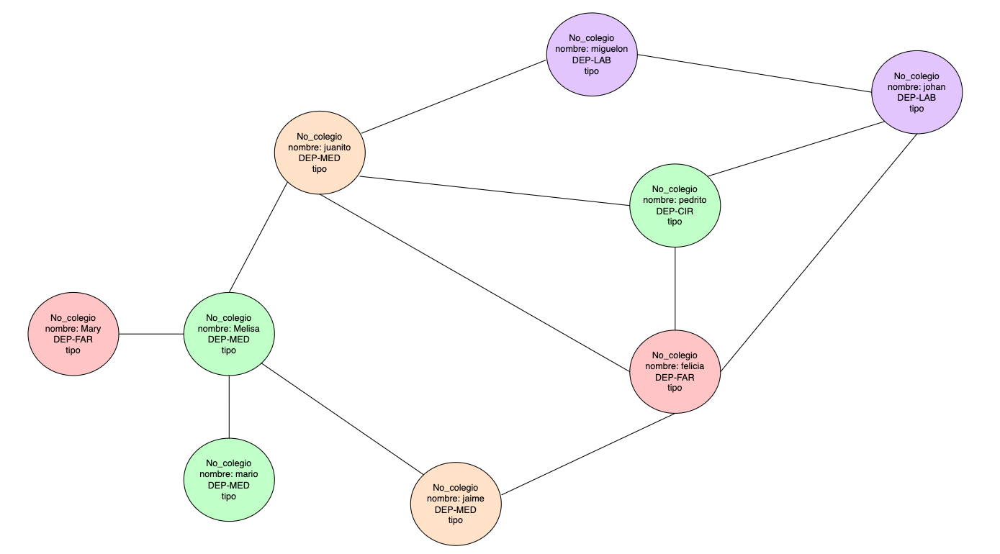 No_colegio
nombre: miguelon
DEP-LAB
tipo
No_colegio
nombre: johan
DEP-LAB
tipo
No_colegio
nombre: juanito
DEP-MED
tipo
No_colegio
nombre: pedrito
DEP-CIR
tipo
No_colegio
nombre: Mary
DEP-FAR
tipo
No_colegio
nombre: Melisa
DEP-MED
tipo
No_colegio
nombre: felicia
DEP-FAR
tipo
No_colegio
nombre: mario
DEP-MED
tipo
No_colegio
nombre: jaime
DEP-MED
tipo